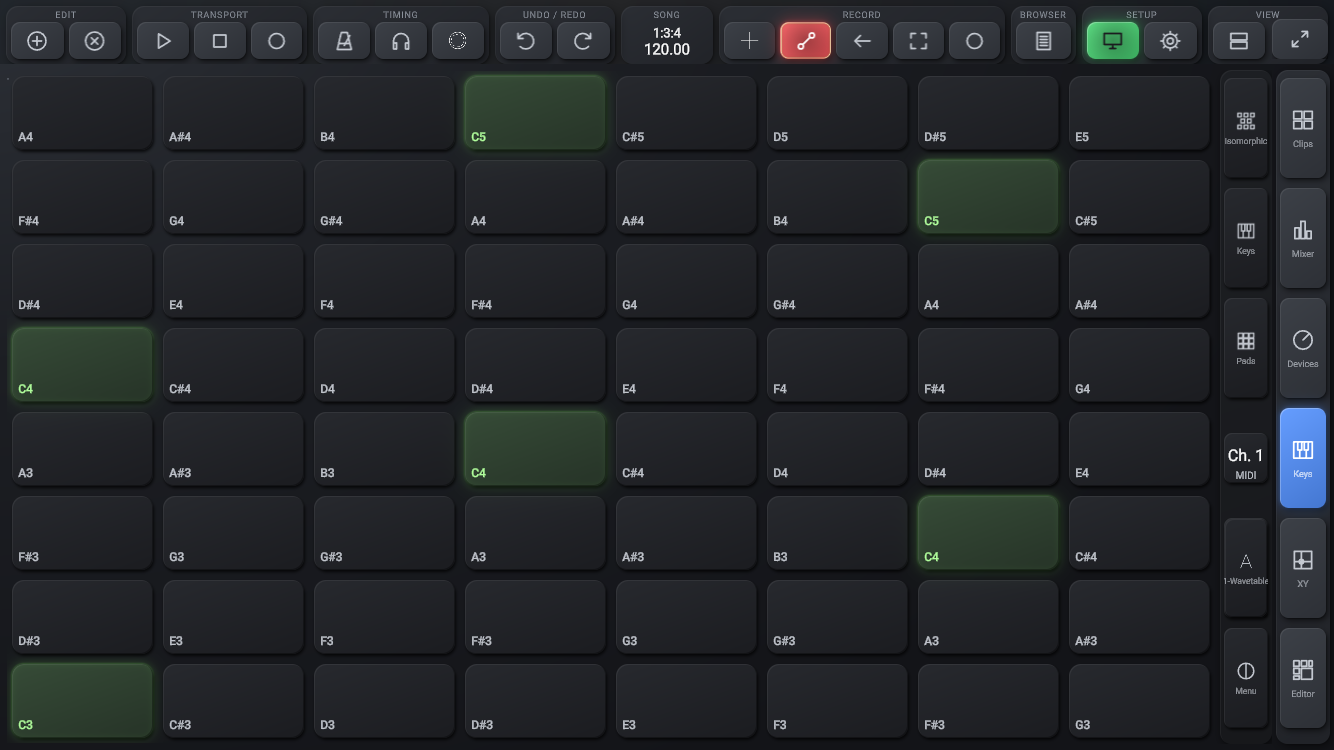 EDIT
TRANSPORT
TIMING
UNDO / REDO
SONG
RECORD
BROWSER
SETUP
VIEW
1:3:4
120.00
A4
A#4
B4
C5
C#5
D5
D#5
E5
F#4
G4
G#4
A4
A#4
B4
C5
C#5
D#4
E4
F4
F#4
G4
G#4
A4
A#4
C4
C#4
D4
D#4
E4
F4
F#4
G4
A3
A#3
B3
C4
C#4
D4
D#4
E4
F#3
G3
G#3
A3
A#3
B3
C4
C#4
D#3
E3
F3
F#3
G3
G#3
A3
A#3
C3
C#3
D3
D#3
E3
F3
F#3
G3
Isomorphic
Keys
Pads
Ch. 1
MIDI
A
1-Wavetable
Menu
Clips
Mixer
Devices
Keys
XY
Editor